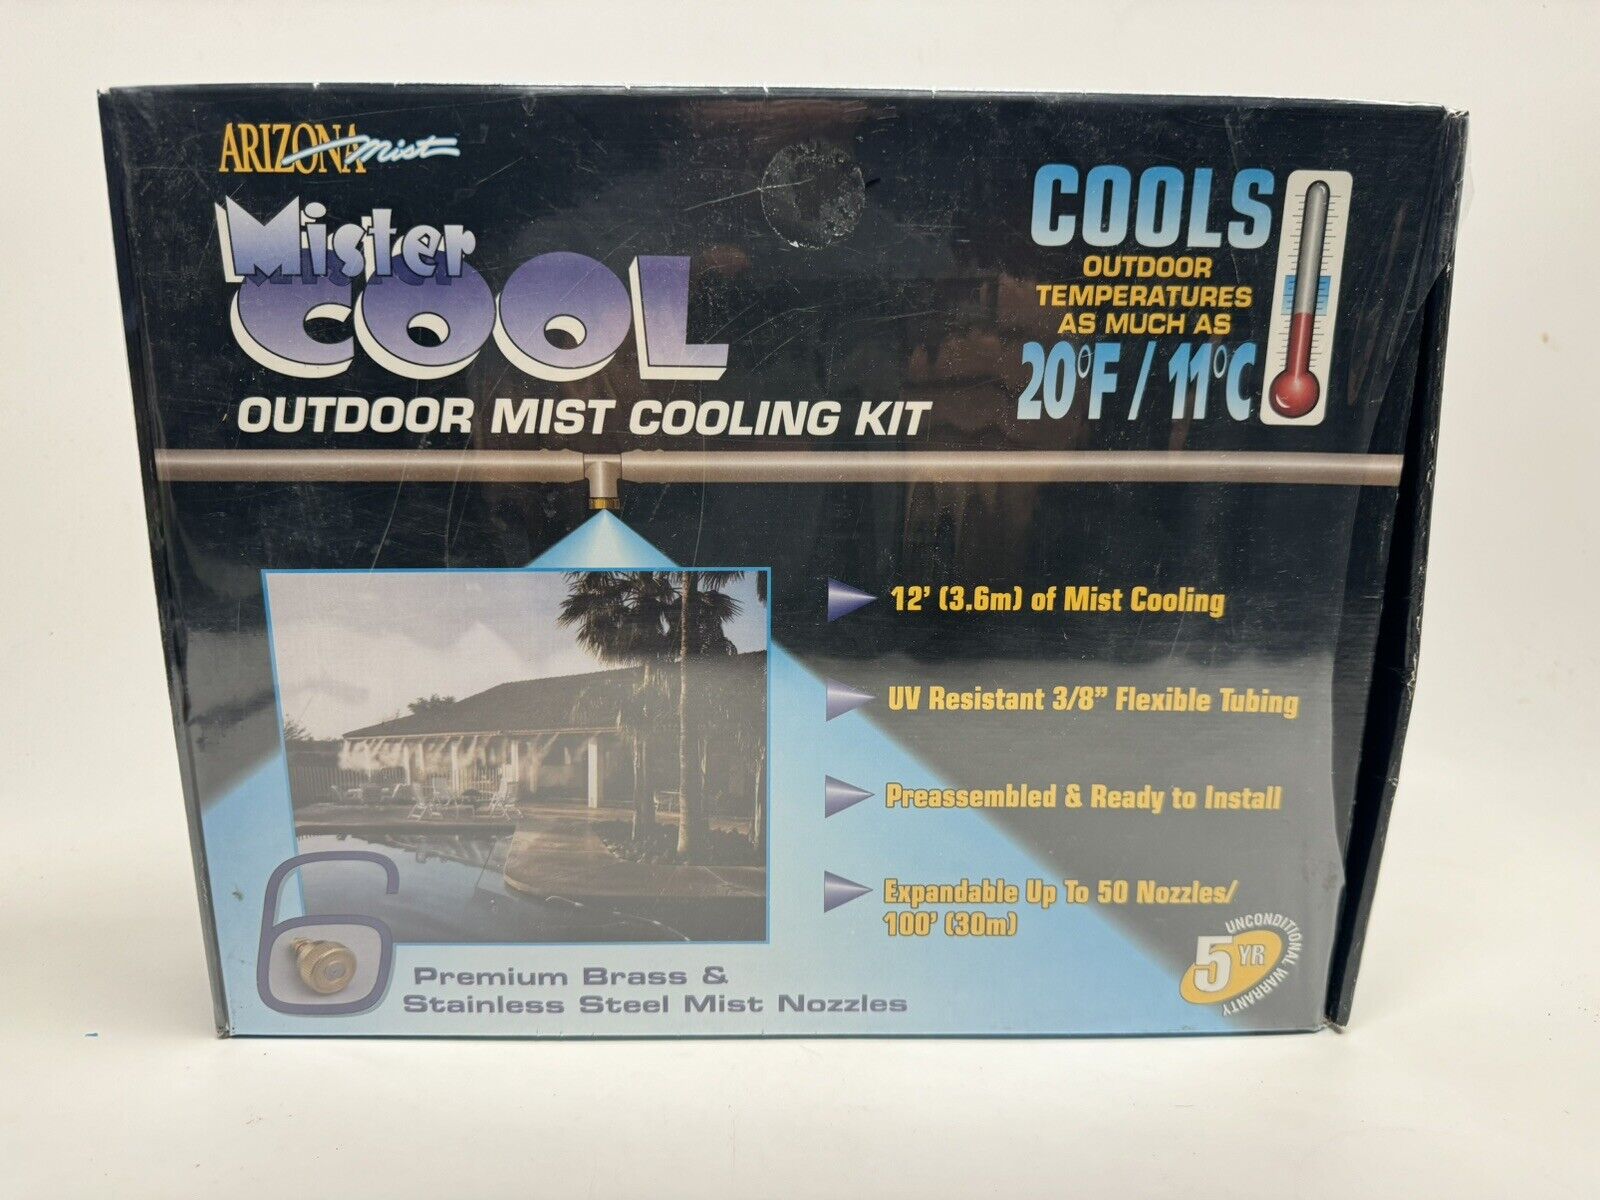 ARIZONA Mist
Mister
COOL
OUTDOOR MIST COOLING KIT
COOLS
OUTDOOR
TEMPERATURES
AS MUCH AS
20°F / 11°C
12' (3.6m) of Mist Cooling
UV Resistant 3/8” Flexible Tubing
Preassembled & Ready to Install
Expandable Up To 50 Nozzles/
100' (30m)
6
Premium Brass &
Stainless Steel Mist Nozzles
5 YR
UNCONDITIONAL WARRANTY